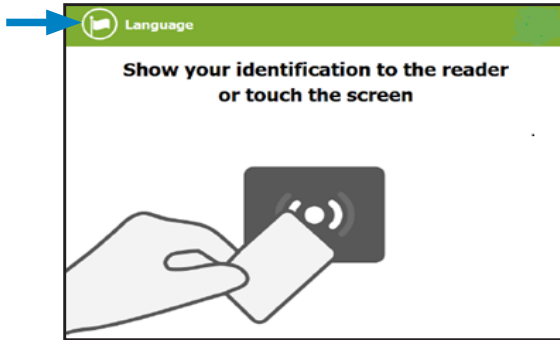 Language
Show your identification to the reader
or touch the screen